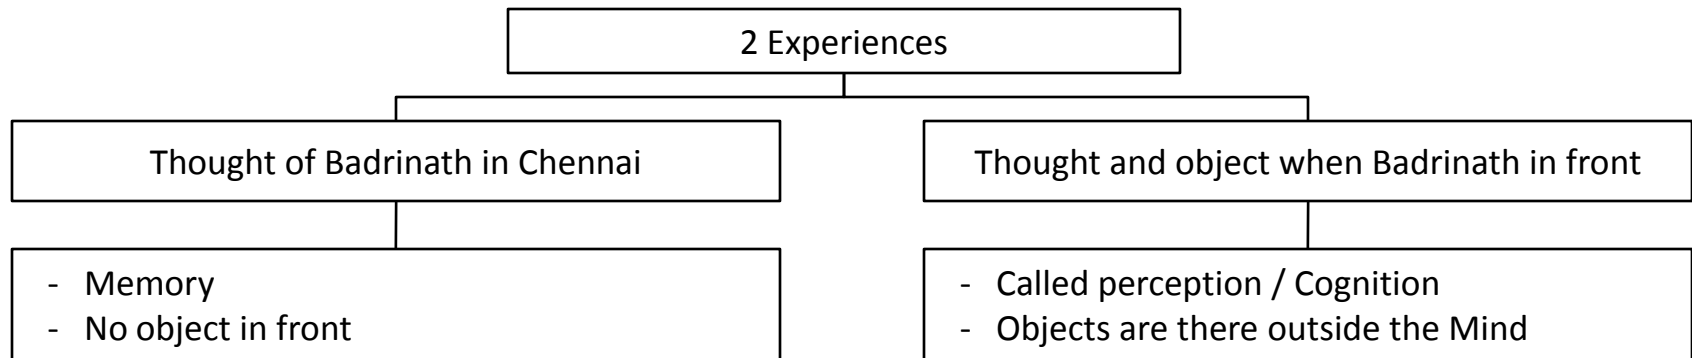 2 Experiences
Thought of Badrinath in Chennai
Thought and object when Badrinath in front
- Memory
- No object in front
- Called perception / Cognition
- Objects are there outside the Mind